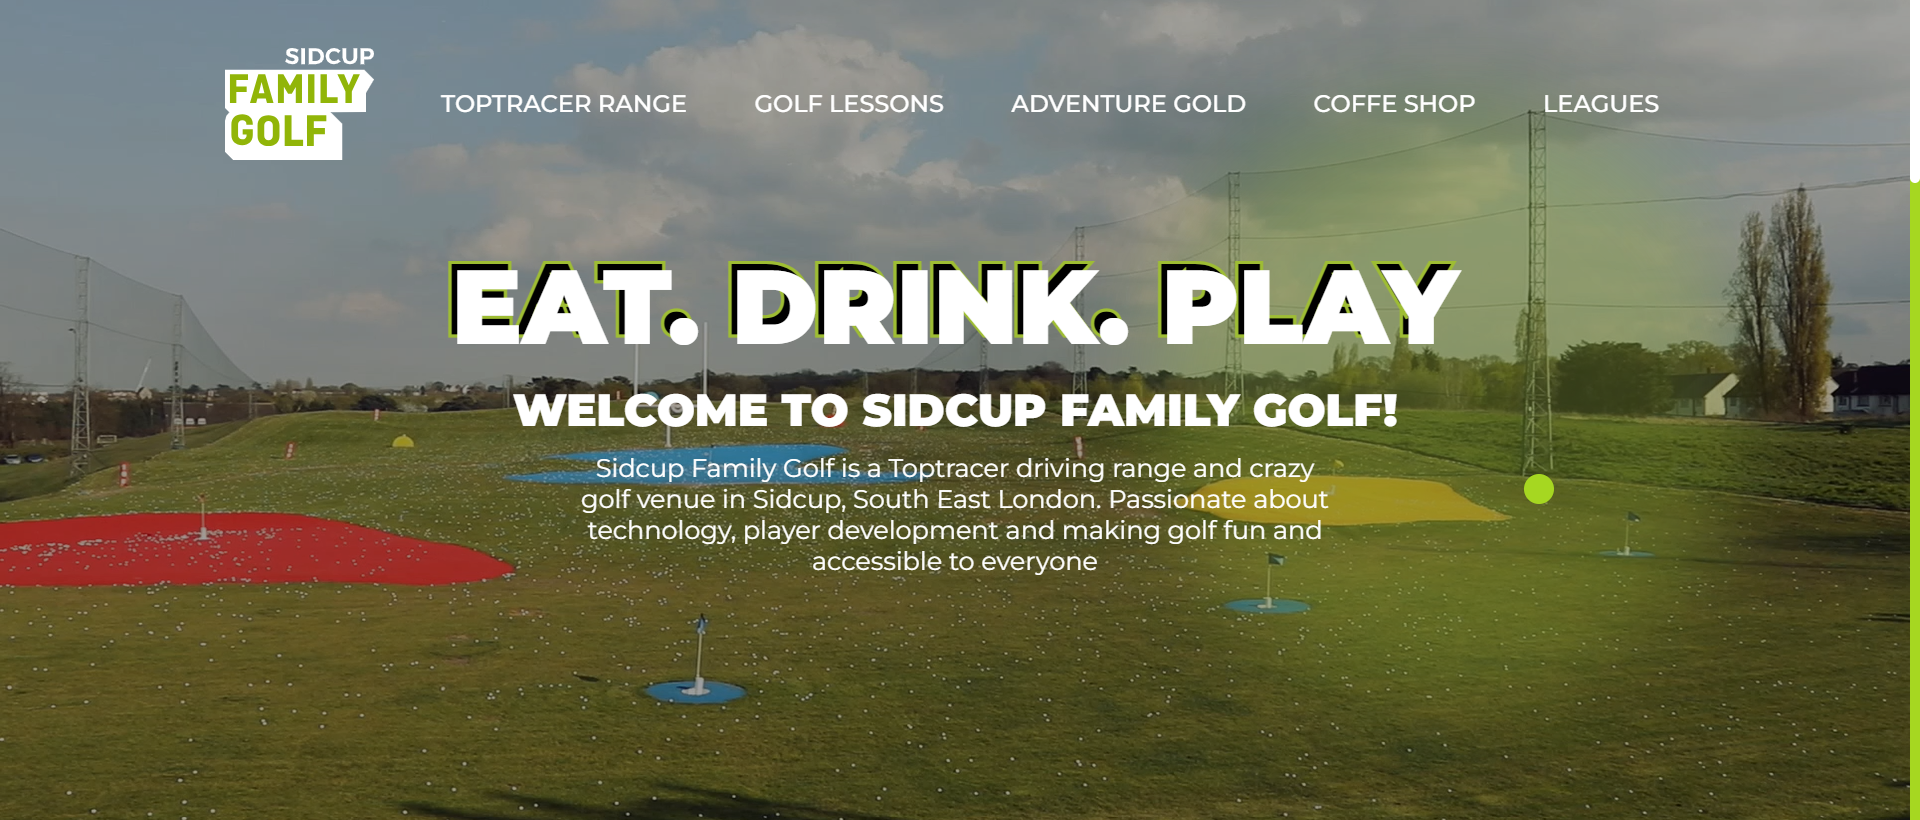 SIDCUP
FAMILY
GOLF
TOPTRACER RANGE
GOLF LESSONS
ADVENTURE GOLD
COFFE SHOP
LEAGUES
EAT. DRINK. PLAY
WELCOME TO SIDCUP FAMILY GOLF!
Sidcup Family Golf is a Toptracer driving range and crazy
golf venue in Sidcup, South East London. Passionate about
technology, player development and making golf fun and
accessible to everyone